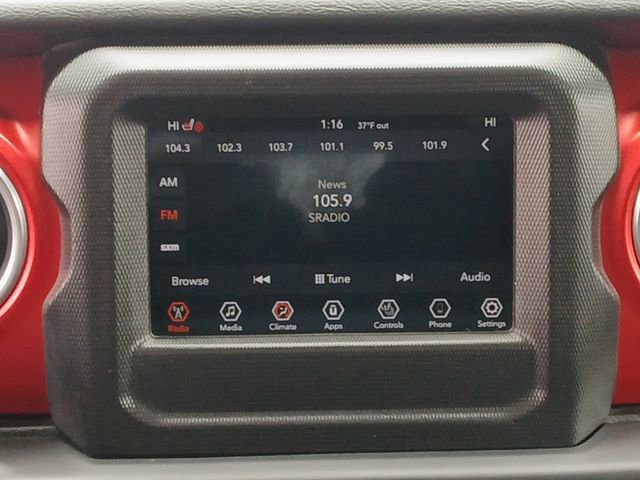 HI 1:16 37°F out HI
104.3 102.3 103.7 101.1 99.5 101.9
AM
News
105.9
FM
SRADIO
Browse Tune Audio
Radio Media Climate Apps Controls Phone Settings